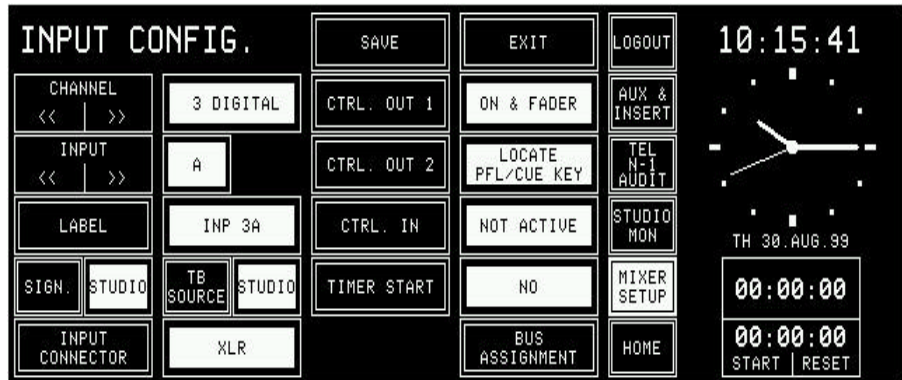 INPUT CONFIG.
SAVE
EXIT
LOGOUT
10:15:41
CHANNEL
<< | >>
3 DIGITAL
CTRL. OUT 1
ON & FADER
AUX &
INSERT
INPUT
<< | >>
A
CTRL. OUT 2
LOCATE
PFL/CUE KEY
TEL
N-1
AUDIT
LABEL
INP 3A
CTRL. IN
NOT ACTIVE
STUDIO
MON
TH 30.AUG.99
SIGN.
STUDIO
TB
SOURCE
STUDIO
TIMER START
NO
MIXER
SETUP
00:00:00
INPUT
CONNECTOR
XLR
BUS
ASSIGNMENT
HOME
00:00:00
START | RESET